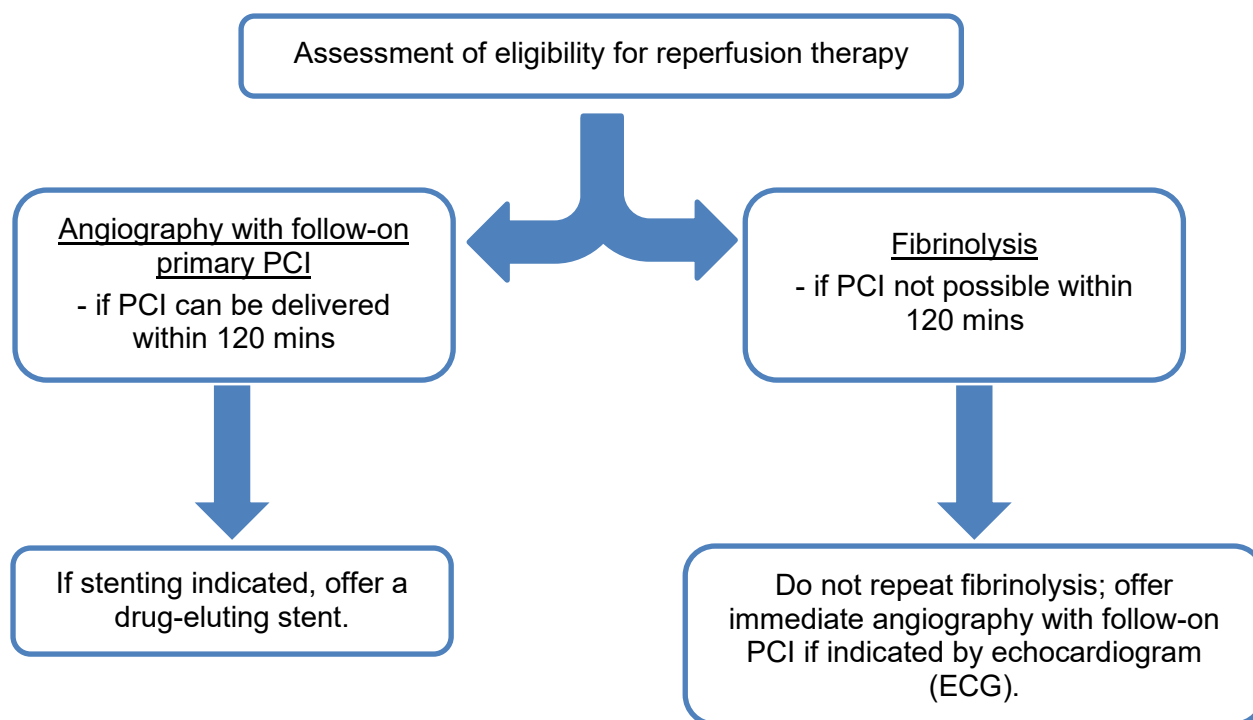 Assessment of eligibility for reperfusion therapy
Angiography with follow-on
primary PCI
- if PCI can be delivered
within 120 mins
Fibrinolysis
- if PCI not possible within
120 mins
If stenting indicated, offer a
drug-eluting stent.
Do not repeat fibrinolysis; offer
immediate angiography with follow-on
PCI if indicated by echocardiogram
(ECG).